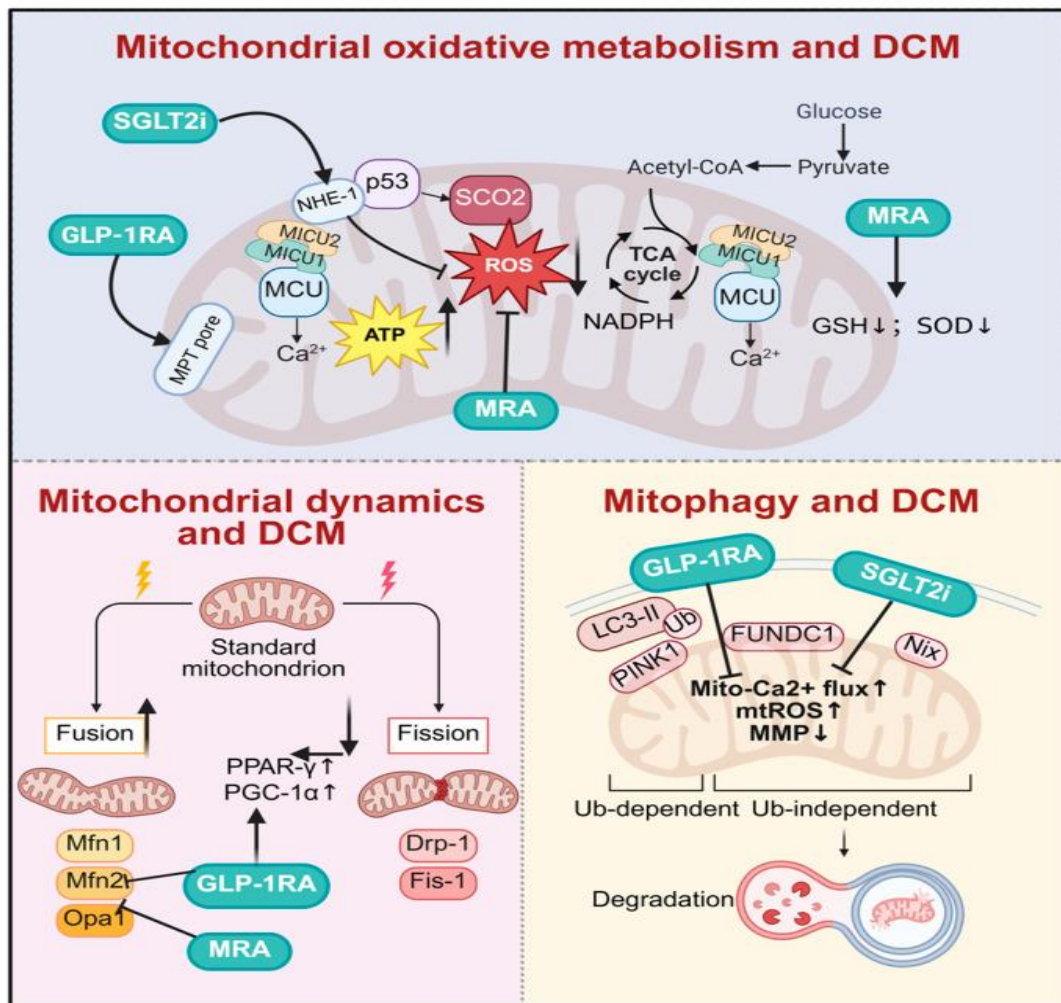 Mitochondrial oxidative metabolism and DCM
SGLT2i
Glucose
p53
Acetyl-CoA
Pyruvate
NHE-1
SCO2
MRA
GLP-1RA
MICU2
MICU1
MCU
ROS
TCA
cycle
MICU2
MICU1
MCU
ATP
NADPH
GSH↓; SOD↓
MPT pore
Ca2+
Ca2+
MRA
Mitochondrial dynamics
and DCM
Standard
mitochondrion
Fusion
Fission
PPAR-γ↑
PGC-1α↑
Mfn1
Mfn2
Opa1
Drp-1
Fis-1
GLP-1RA
MRA
Mitophagy and DCM
GLP-1RA
SGLT2i
LC3-II
Ub
PINK1
FUNDC1
Nix
Mito-Ca2+ flux↑
mtROS↑
MMP↓
Ub-dependent
Ub-independent
Degradation